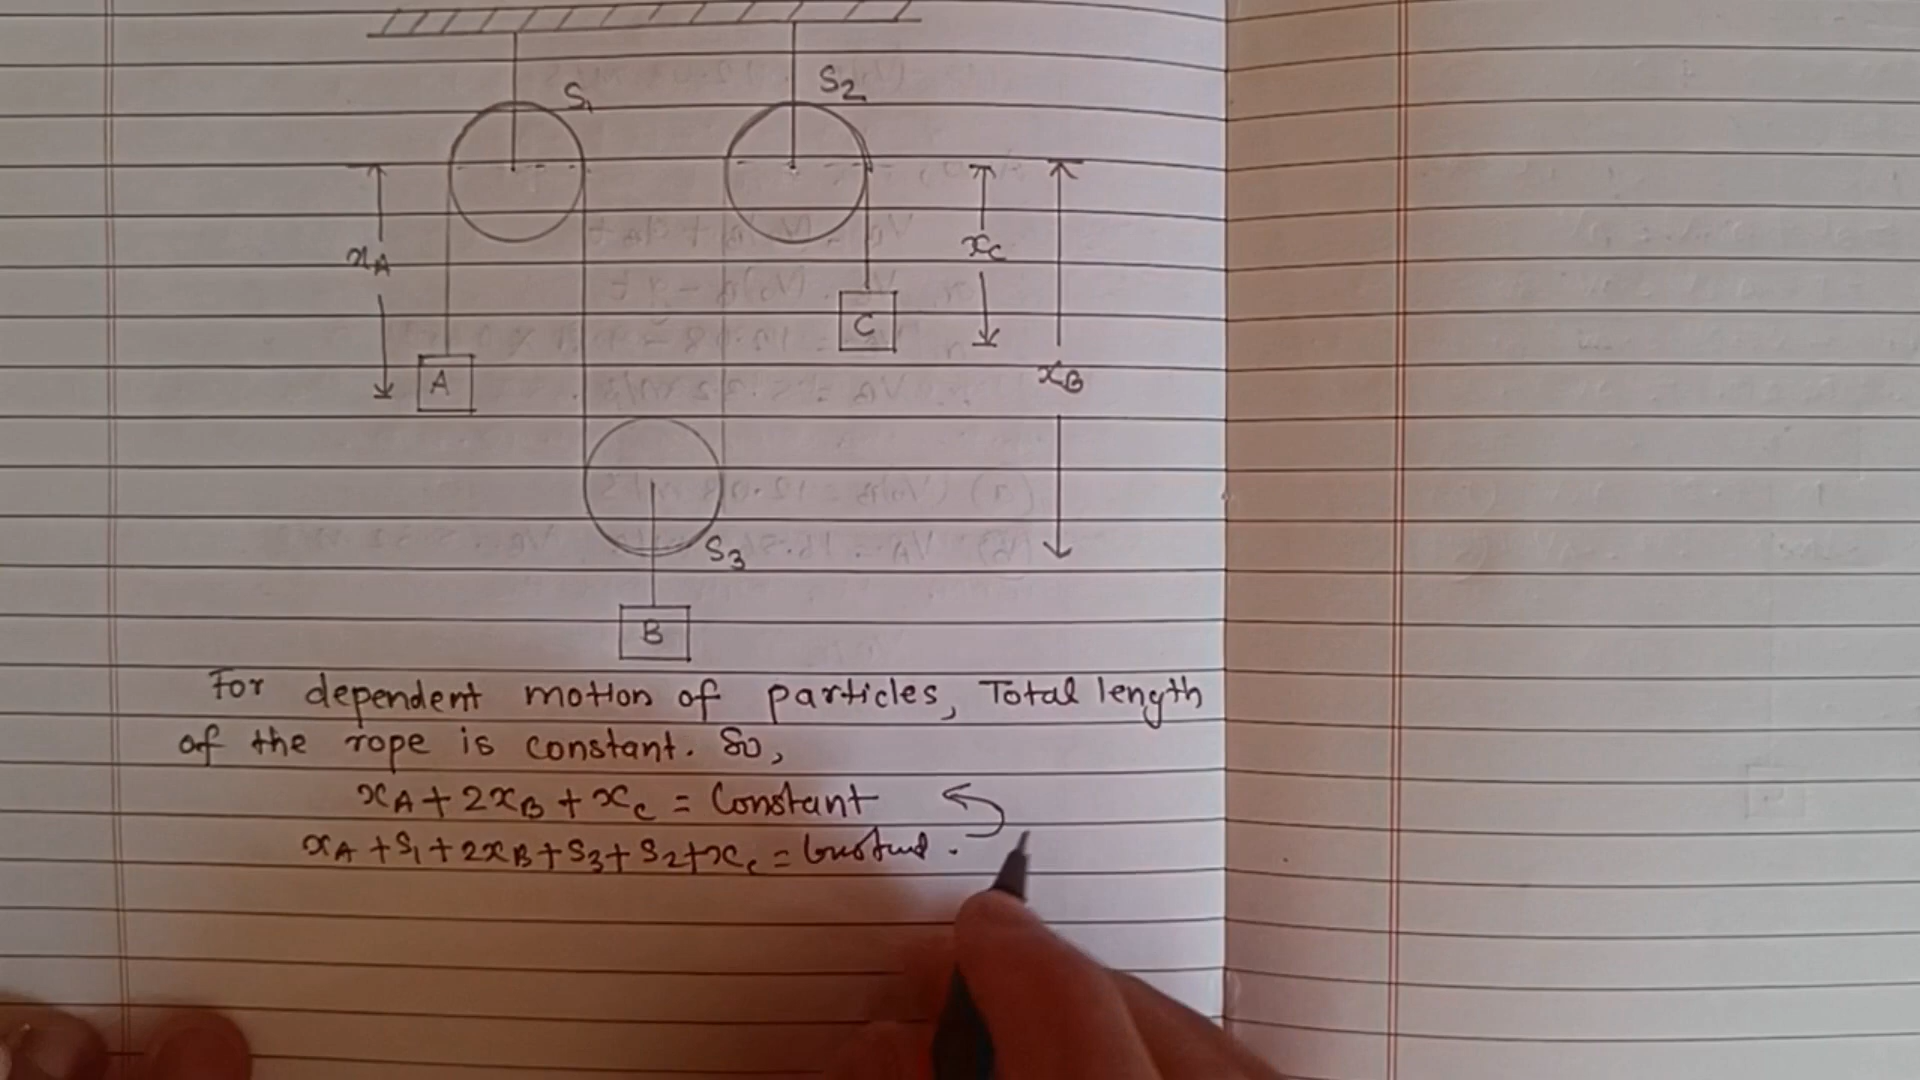 S1
S2
xA
xC
C
xB
A
S3
B
For dependent motion of particles, Total length
of the rope is constant. So,
xA + 2xB + xC = Constant
xA + S1 + 2xB + S3 + S2 + xC = Constant.